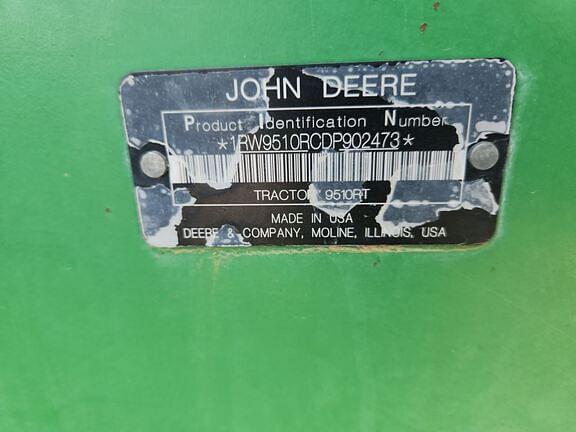 JOHN DEERE
Product Identification Number
*1RW9510RCDP902473*
TRACTOR 9510RT
MADE IN USA
DEERE & COMPANY, MOLINE, ILLINOIS, USA